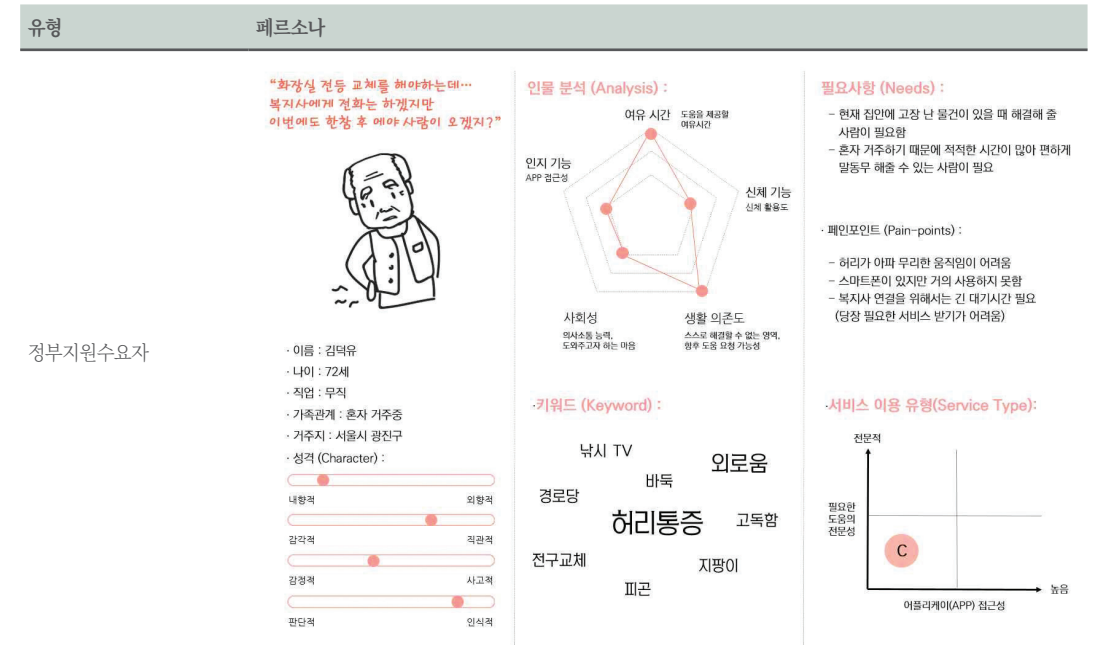 유형
페르소나
정부지원수요자
“화장실 전등 교체를 해야하는데…
복지사에게 전화는 하겠지만
이번에도 한참 후 에야 사람이 오겠지?”
· 이름 : 김덕유
· 나이 : 72세
· 직업 : 무직
· 가족관계 : 혼자 거주중
· 거주지 : 서울시 광진구
· 성격 (Character) :
내향적 외향적
감각적 직관적
감정적 사고적
판단적 인식적
인물 분석 (Analysis) :
여유 시간 도움을 제공할
여유시간
인지 기능
APP 접근성
신체 기능
신체 활용도
사회성
의사소통 능력,
도와주고자 하는 마음
생활 의존도
스스로 해결할 수 없는 영역,
향후 도움 요청 가능성
·키워드 (Keyword) :
낚시 TV
외로움
바둑
경로당
허리통증
고독함
전구교체
지팡이
피곤
필요사항 (Needs) :
– 현재 집안에 고장 난 물건이 있을 때 해결해 줄
사람이 필요함
– 혼자 거주하기 때문에 적적한 시간이 많아 편하게
말동무 해줄 수 있는 사람이 필요
· 페인포인트 (Pain-points) :
– 허리가 아파 무리한 움직임이 어려움
– 스마트폰이 있지만 거의 사용하지 못함
– 복지사 연결을 위해서는 긴 대기시간 필요
(당장 필요한 서비스 받기가 어려움)
·서비스 이용 유형(Service Type):
전문적
필요한
도움의
전문성
C
높음
어플리케이(APP) 접근성